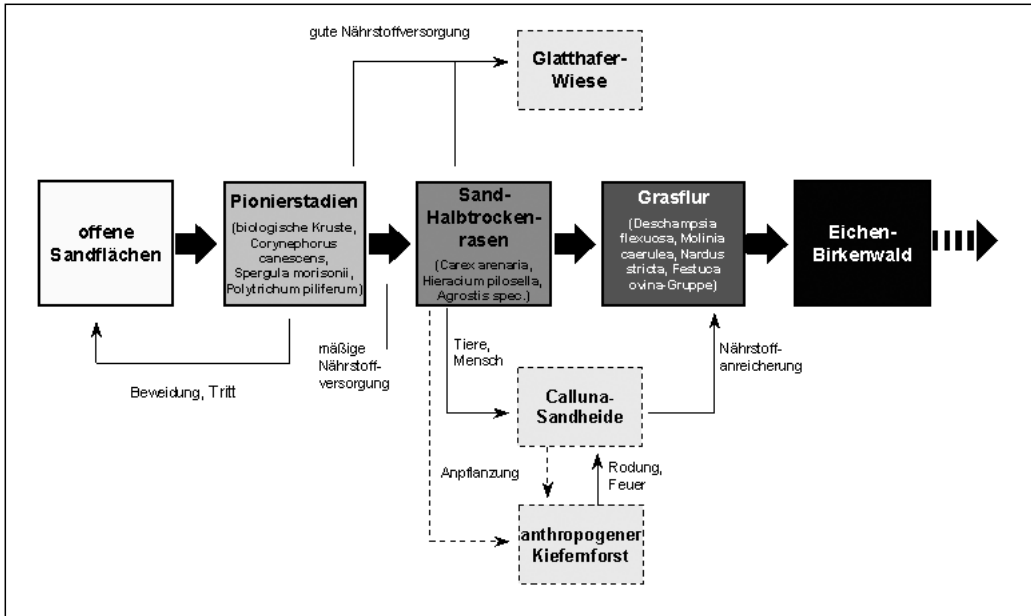 gute Nährstoffversorgung
Glatthafer-
Wiese
offene
Sandflächen
Pionierstadien
(biologische Kruste,
Corynephorus
canescens,
Spergula morisonii,
Polytrichum piliferum)
Sand-
Halbtrocken-
rasen
(Carex arenaria,
Hieracium pilosella,
Agrostis spec.)
Grasflur
(Deschampsia
flexuosa, Molinia
caerulea, Nardus
stricta, Festuca
ovina-Gruppe)
Eichen-
Birkenwald
Beweidung, Tritt
mäßige
Nährstoff-
versorgung
Tiere,
Mensch
Nährstoff-
anreicherung
Calluna-
Sandheide
Anpflanzung
Rodung,
Feuer
anthropogener
Kiefernforst